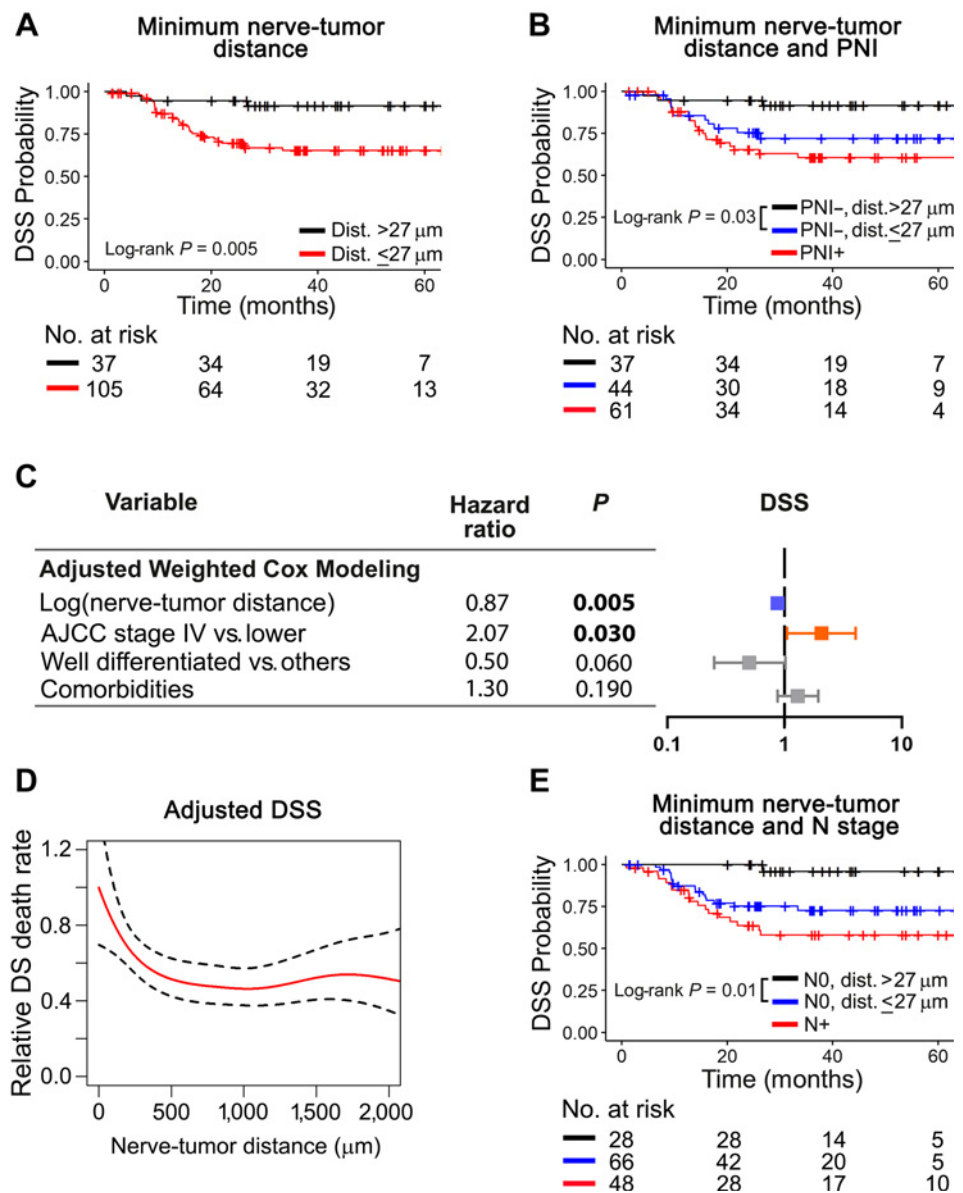 A
Minimum nerve-tumor
distance
DSS Probability
1.00
0.75
0.50
0.25
0.00
Log-rank P = 0.005
Dist. >27 μm
Dist. ≤27 μm
0 20 40 60
Time (months)
No. at risk
37 34 19 7
105 64 32 13
B
Minimum nerve-tumor
distance and PNI
DSS Probability
1.00
0.75
0.50
0.25
0.00
Log-rank P = 0.03
PNI–, dist.>27 μm
PNI–, dist.≤27 μm
PNI+
0 20 40 60
Time (months)
No. at risk
37 34 19 7
44 30 18 9
61 34 14 4
C
Variable Hazard ratio P DSS
Adjusted Weighted Cox Modeling
Log(nerve-tumor distance) 0.87 0.005
AJCC stage IV vs. lower 2.07 0.030
Well differentiated vs. others 0.50 0.060
Comorbidities 1.30 0.190
0.1 1 10
D
Adjusted DSS
Relative DS death rate
1.2
0.8
0.4
0.0
0 500 1,000 1,500 2,000
Nerve-tumor distance (μm)
E
Minimum nerve-tumor
distance and N stage
DSS Probability
1.00
0.75
0.50
0.25
0.00
Log-rank P = 0.01
N0, dist. >27 μm
N0, dist. ≤27 μm
N+
0 20 40 60
Time (months)
No. at risk
28 28 14 5
66 42 20 5
48 28 17 10